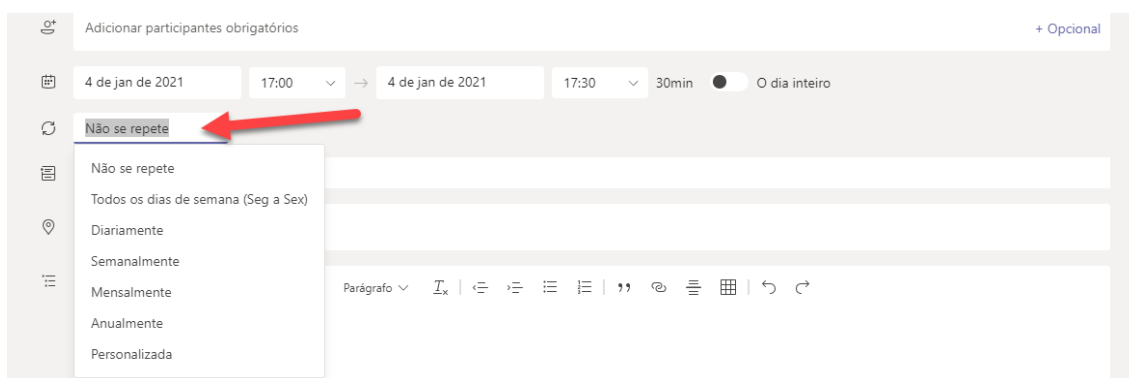 Adicionar participantes obrigatórios + Opcional
4 de jan de 2021 17:00 → 4 de jan de 2021 17:30 30min O dia inteiro
Não se repete
Não se repete
Todos os dias de semana (Seg a Sex)
Diariamente
Semanalmente
Mensalmente
Parágrafo
Anualmente
Personalizada